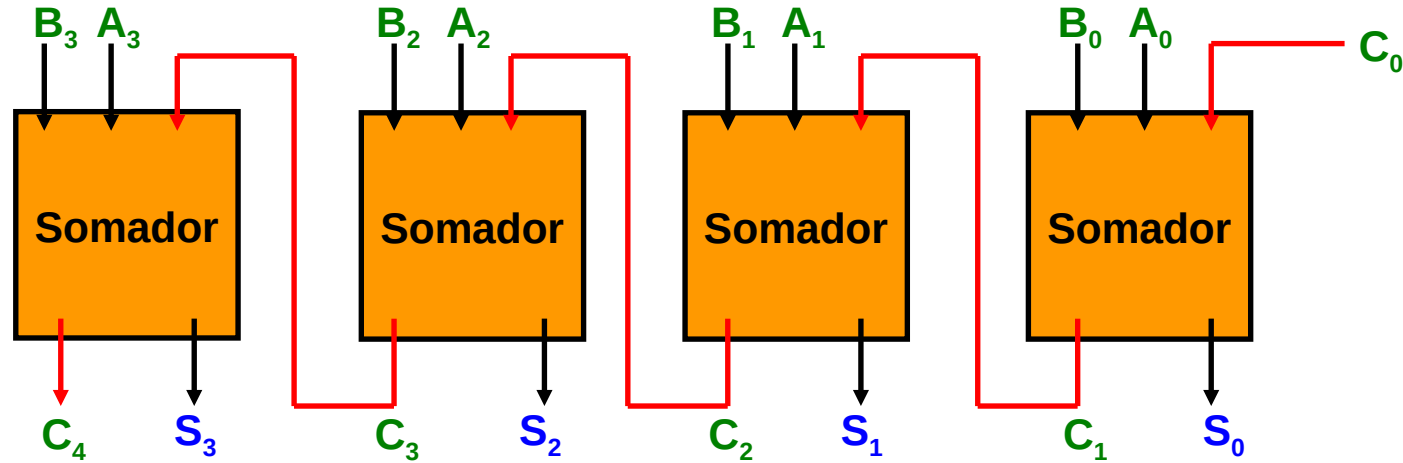 B₃ A₃ B₂ A₂ B₁ A₁ B₀ A₀ C₀
Somador Somador Somador Somador
C₄ S₃ C₃ S₂ C₂ S₁ C₁ S₀